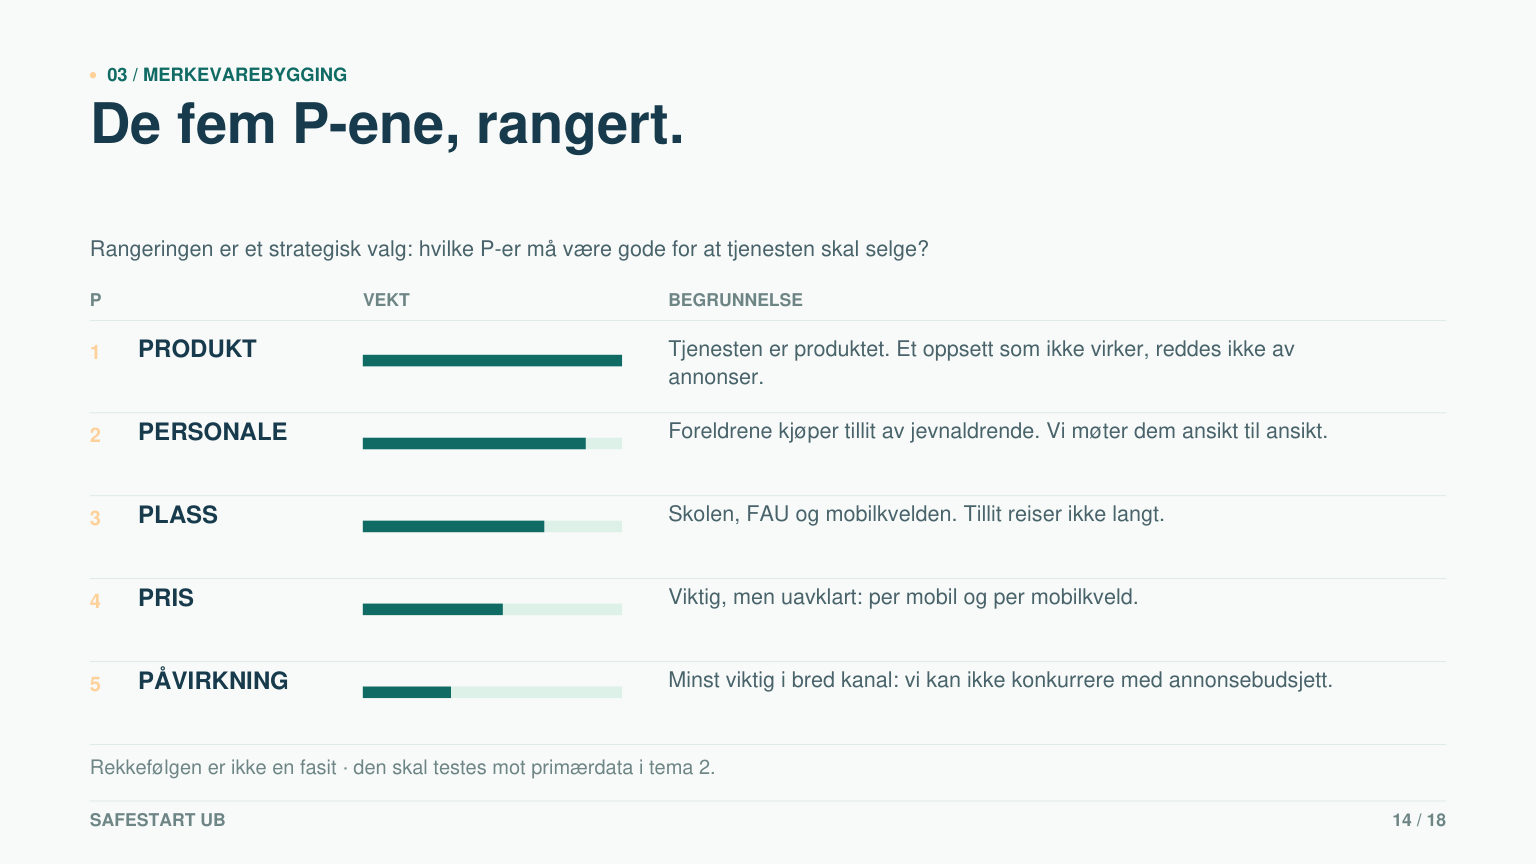 03 / MERKEVAREBYGGING
De fem P-ene, rangert.
Rangeringen er et strategisk valg: hvilke P-er må være gode for at tjenesten skal selge?
P VEKT BEGRUNNELSE
1 PRODUKT Tjenesten er produktet. Et oppsett som ikke virker, reddes ikke av
annonser.
2 PERSONALE Foreldrene kjøper tillit av jevnaldrende. Vi møter dem ansikt til ansikt.
3 PLASS Skolen, FAU og mobilkvelden. Tillit reiser ikke langt.
4 PRIS Viktig, men uavklart: per mobil og per mobilkveld.
5 PÅVIRKNING Minst viktig i bred kanal: vi kan ikke konkurrere med annonsebudsjett.
Rekkefølgen er ikke en fasit · den skal testes mot primærdata i tema 2.
SAFESTART UB 14 / 18